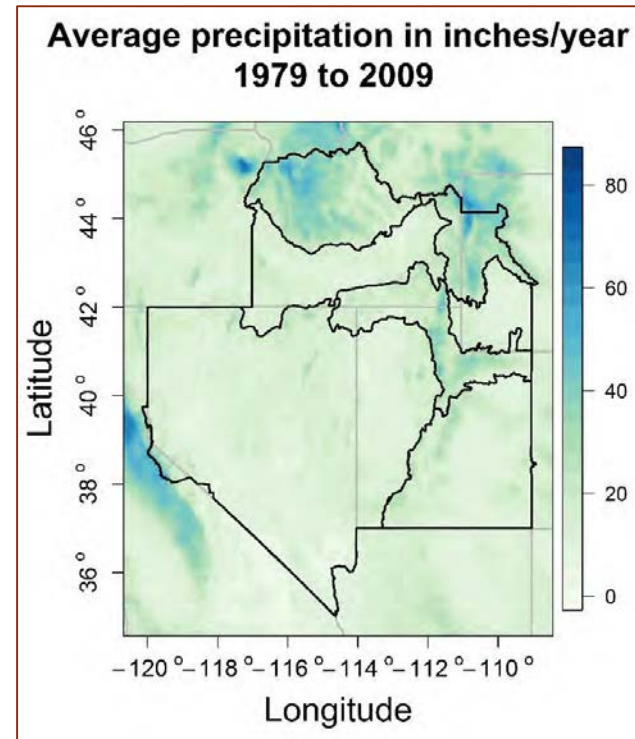 Average precipitation in inches/year
1979 to 2009
46 °
44 °
42 °
40 °
38 °
36 °
Latitude
80
60
40
20
0
−120 ° −118 ° −116 ° −114 ° −112 ° −110 °
Longitude